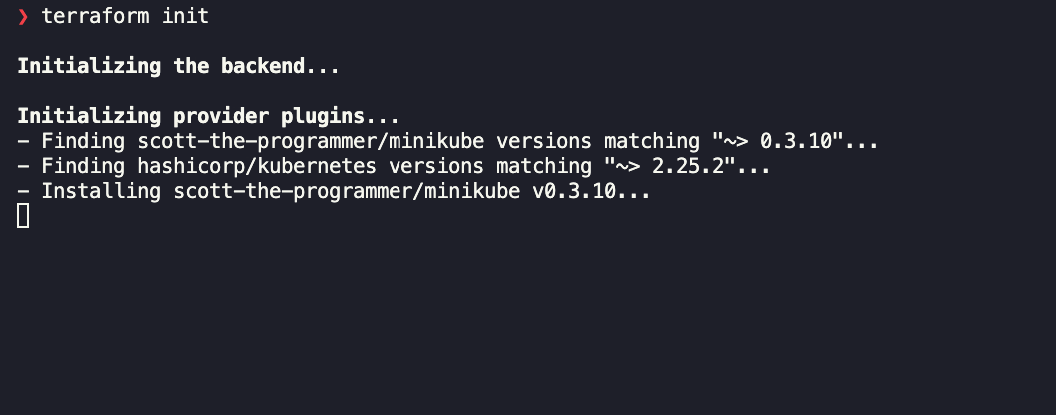 ❯ terraform init
Initializing the backend...
Initializing provider plugins...
- Finding scott-the-programmer/minikube versions matching "~> 0.3.10"...
- Finding hashicorp/kubernetes versions matching "~> 2.25.2"...
- Installing scott-the-programmer/minikube v0.3.10...